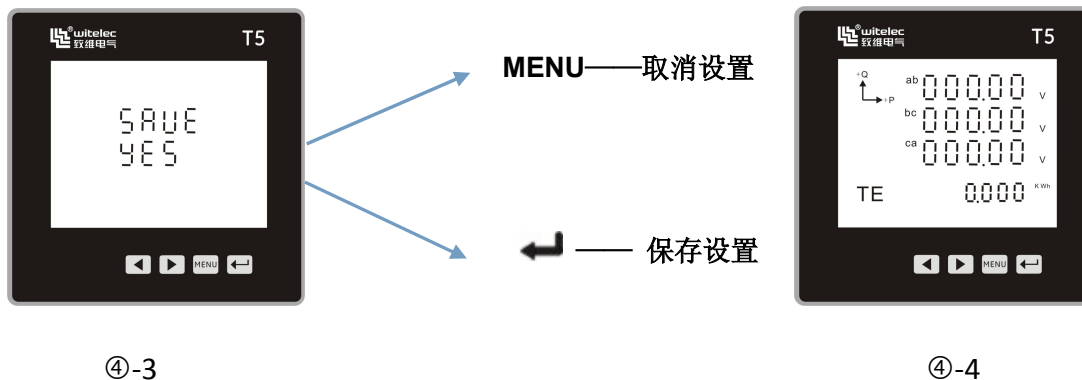 witelec®
致维电气
T5
SAVE
YES
MENU
MENU——取消设置
—— 保存设置
witelec®
致维电气
T5
+Q
+P
ab 000.00 V
bc 000.00 V
ca 000.00 V
TE 0.000 KWh
MENU
④-3
④-4